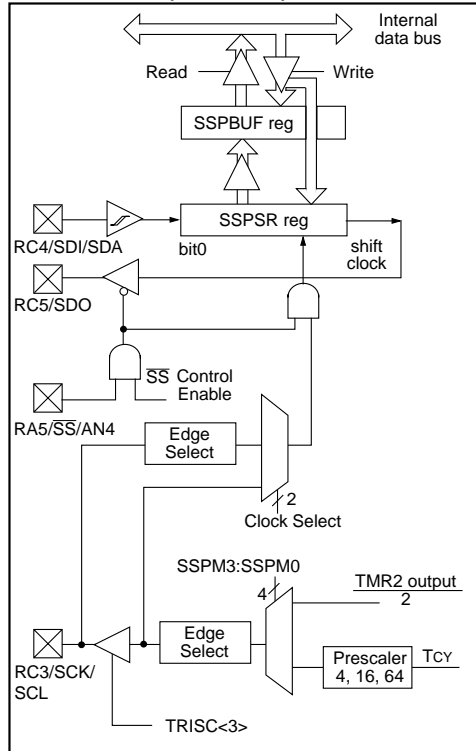 Internal
data bus
Read
Write
SSPBUF reg
SSPSR reg
RC4/SDI/SDA
bit0
shift
clock
RC5/SDO
SS Control
Enable
RA5/SS/AN4
Edge
Select
2
Clock Select
SSPM3:SSPM0
TMR2 output
4
2
Edge
Select
Prescaler
4, 16, 64
TCY
RC3/SCK/
SCL
TRISC<3>